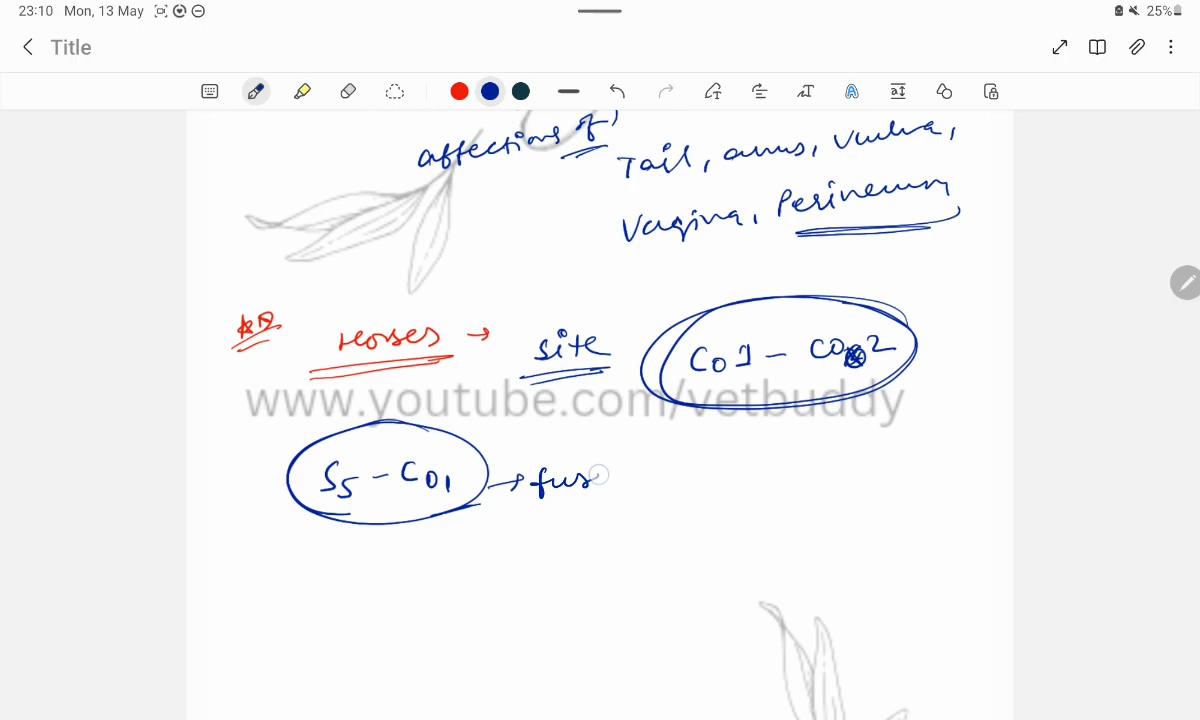 23:10 Mon, 13 May 25%
Title
affections of
Tail, anus, Vulva,
Vagina, Perineum
Horses → site Co1 – Co2
www.youtube.com/vetbuddy
S5 – Co1 → fus